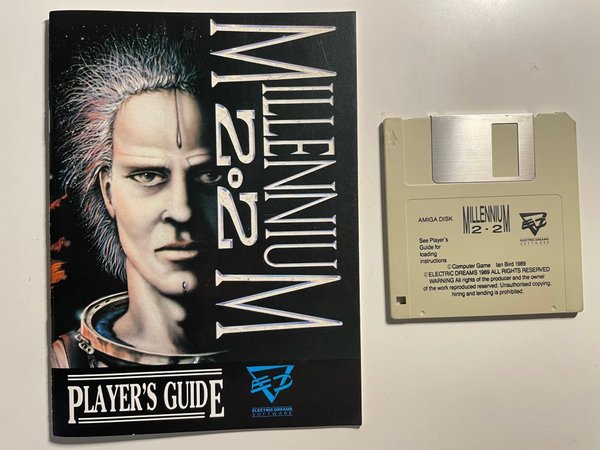 MILLENNIUM
2.2
PLAYER'S GUIDE
ELECTRIC DREAMS
SOFTWARE
AMIGA DISK
MILLENNIUM
2.2
ELECTRIC DREAMS
SOFTWARE
See Player's
Guide for
loading
instructions
©Computer Game Ian Bird 1989
©ELECTRIC DREAMS 1989 ALL RIGHTS RESERVED
WARNING All rights of the producer and the owner
of the work reproduced reserved. Unauthorised copying,
hiring and lending is prohibited.